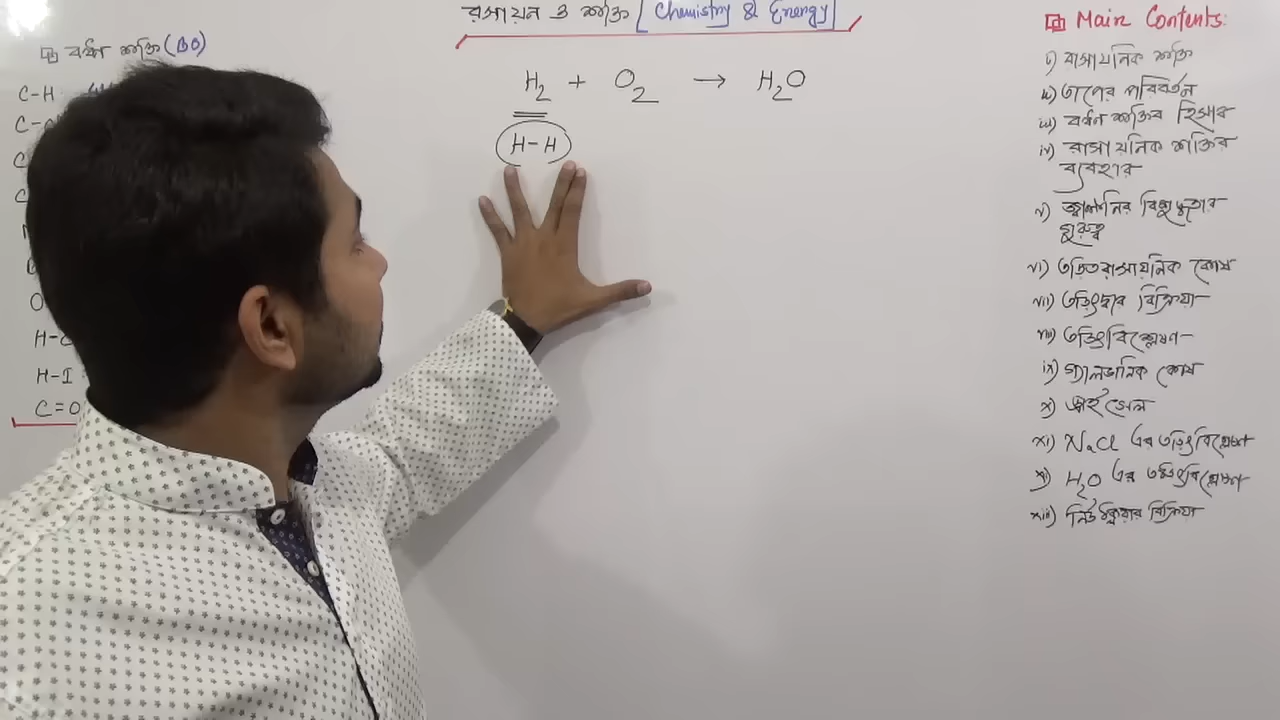 রসায়ন ও শক্তি [Chemistry & Energy]
বন্ধন শক্তি (BO)
C-H
C-
C
C
O
H-
H-I
C=O
H₂ + O₂ → H₂O
H-H
Main Contents:
i) রাসায়নিক শক্তি
ii) তাপের পরিবর্তন
iii) বন্ধন শক্তির হিসাব
iv) রাসায়নিক শক্তির
ব্যবহার
v) জ্বালানির বিশুদ্ধতার
গুরুত্ব
vi) তড়িৎরাসায়নিক কোষ
vii) তড়িৎদ্বার বিক্রিয়া
viii) তড়িৎবিশ্লেষণ
ix) গ্যালভানিক কোষ
x) ড্রাই সেল
xi) NaCl এর তড়িৎবিশ্লেষণ
xii) H₂O এর তড়িৎবিশ্লেষণ
xiii) নিউক্লিয়ার বিক্রিয়া